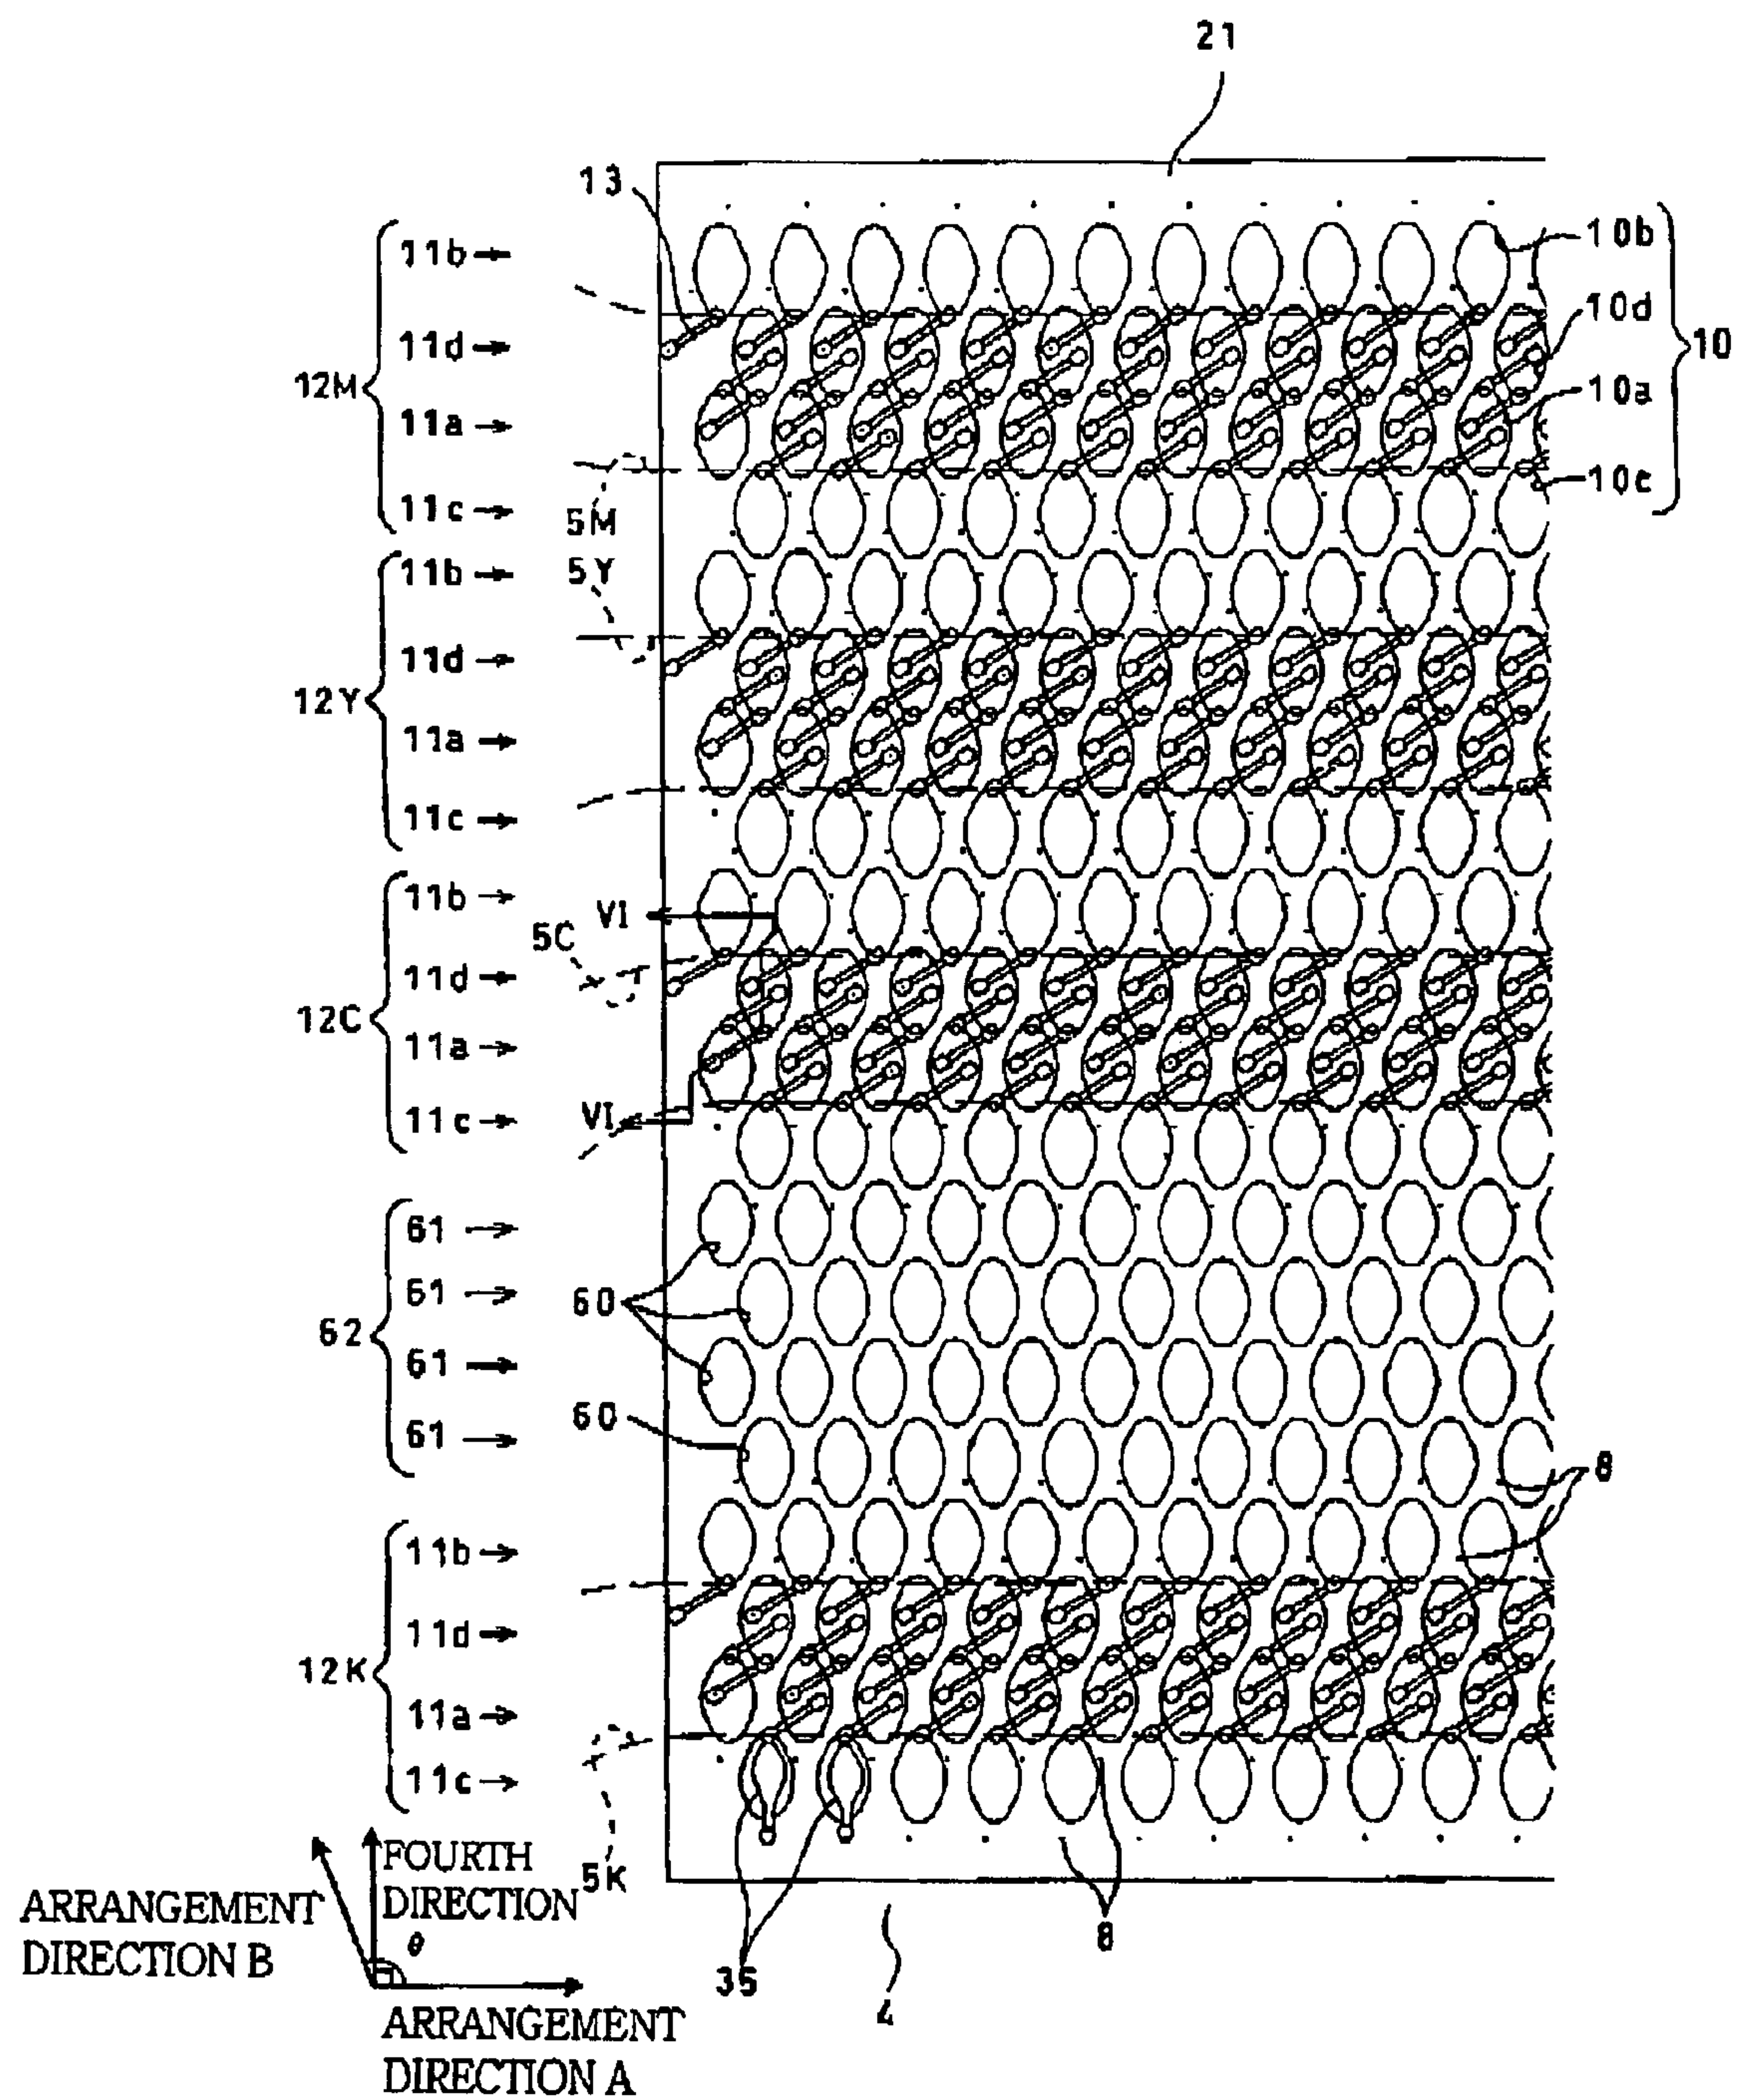 21
13
11b
10b
11d
10d
12M
10
11a
10a
11c
10c
5M
11b
5Y
11d
12Y
11a
11c
11b
VI
5C
11d
12C
11a
11c
VI
61
61
60
62
61
60
61
8
11b
11d
12K
11a
11c
FOURTH
DIRECTION
5K
ARRANGEMENT
DIRECTION B
θ
8
35
4
ARRANGEMENT
DIRECTION A